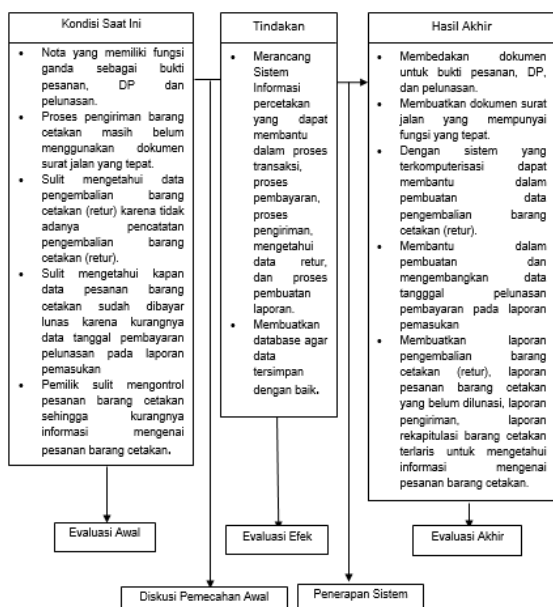 Kondisi Saat Ini
• Nota yang memiliki fungsi
ganda sebagai bukti
pesanan, DP dan
pelunasan.
• Proses pengiriman barang
cetakan masih belum
menggunakan dokumen
surat jalan yang tepat.
• Sulit mengetahui data
pengembalian barang
cetakan (retur) karena tidak
adanya pencatatan
pengembalian barang
cetakan (retur).
• Sulit mengetahui kapan
data pesanan barang
cetakan sudah dibayar
lunas karena kurangnya
data tanggal pembayaran
pelunasan pada laporan
pemasukan
• Pemilik sulit mengontrol
pesanan barang cetakan
sehingga kurangnya
informasi mengenai
pesanan barang cetakan.
Tindakan
• Merancang
Sistem
Informasi
percetakan
yang dapat
membantu
dalam proses
transaksi,
proses
pembayaran,
proses
pengiriman,
mengetahui
data retur,
dan proses
pembuatan
laporan.
• Membuatkan
database agar
data
tersimpan
dengan baik.
Hasil Akhir
• Membedakan dokumen
untuk bukti pesanan, DP,
dan pelunasan.
• Membuatkan dokumen surat
jalan yang mempunyai
fungsi yang tepat.
• Dengan sistem yang
terkomputerisasi dapat
membantu dalam
pembuatan data
pengembalian barang
cetakan (retur).
• Membantu dalam
pembuatan dan
mengembangkan data
tangggal pelunasan
pembayaran pada laporan
pemasukan
• Membuatkan laporan
pengembalian barang
cetakan (retur), laporan
pesanan barang cetakan
yang belum dilunasi, laporan
pengiriman, laporan
rekapitulasi barang cetakan
terlaris untuk mengetahui
informasi mengenai
pesanan barang cetakan.
Evaluasi Awal
Evaluasi Efek
Evaluasi Akhir
Diskusi Pemecahan Awal
Penerapan Sistem